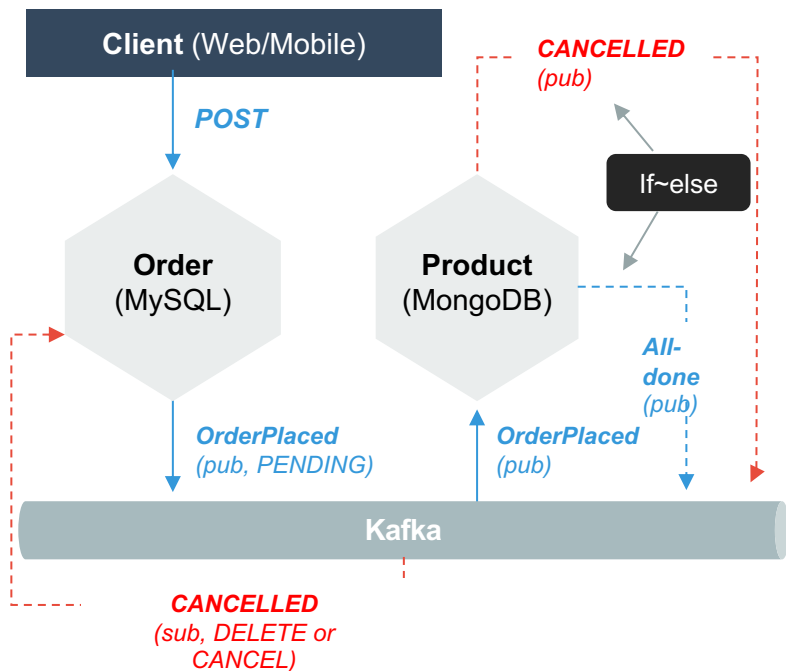 Client (Web/Mobile)
CANCELLED
(pub)
POST
If~else
Order
(MySQL)
Product
(MongoDB)
All-
done
(pub)
OrderPlaced
(pub, PENDING)
OrderPlaced
(pub)
Kafka
CANCELLED
(sub, DELETE or
CANCEL)